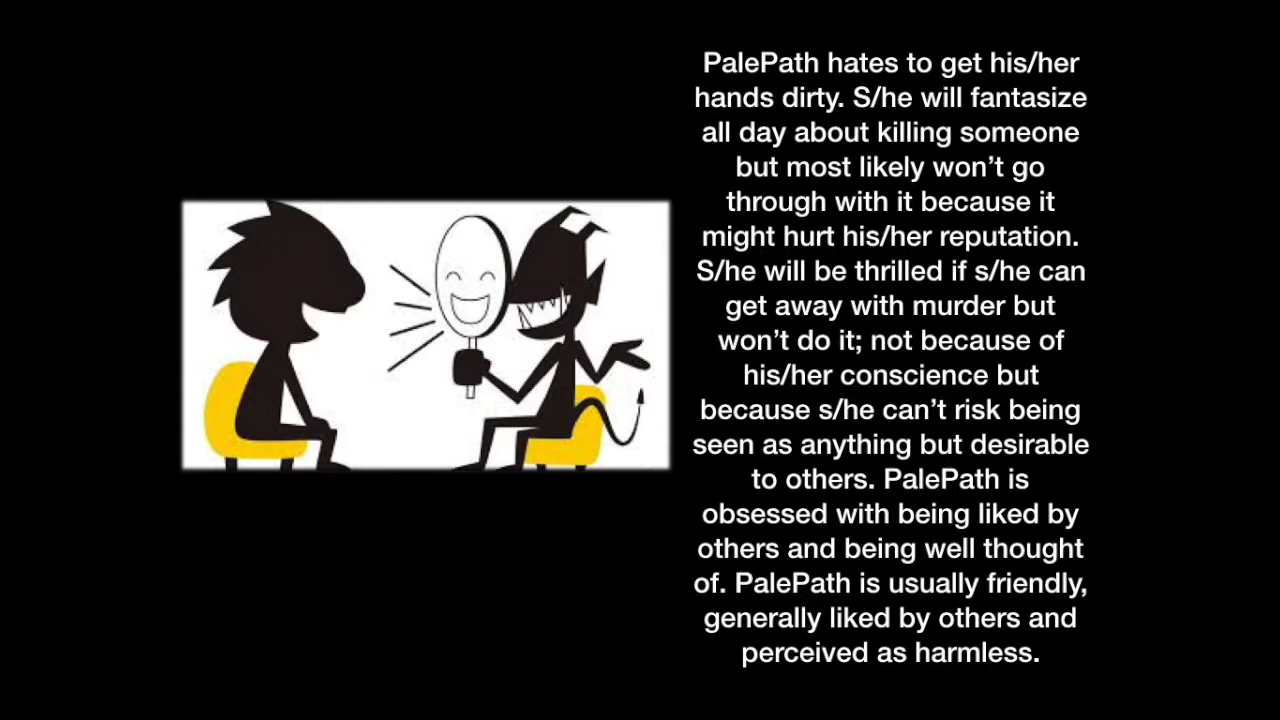 PalePath hates to get his/her
hands dirty. S/he will fantasize
all day about killing someone
but most likely won’t go
through with it because it
might hurt his/her reputation.
S/he will be thrilled if s/he can
get away with murder but
won’t do it; not because of
his/her conscience but
because s/he can’t risk being
seen as anything but desirable
to others. PalePath is
obsessed with being liked by
others and being well thought
of. PalePath is usually friendly,
generally liked by others and
perceived as harmless.